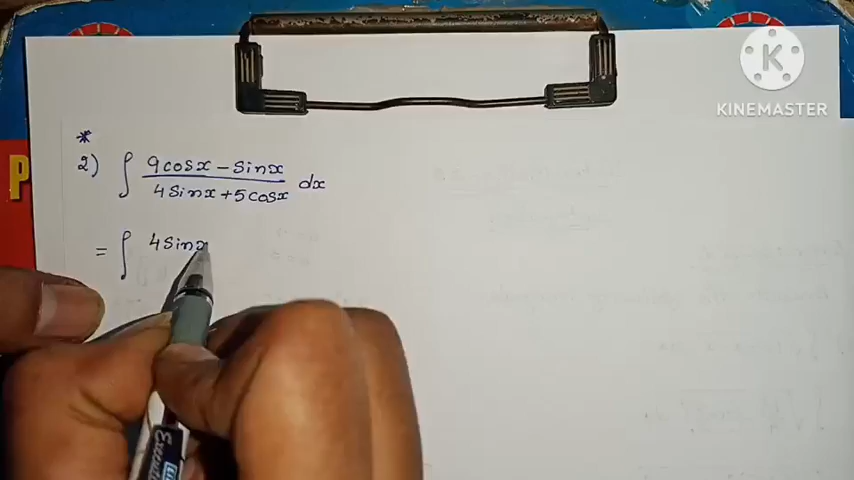 KINEMASTER
*
2) ∫ 9cosx - sinx / 4sinx + 5cosx dx
= ∫ 4sinx
P